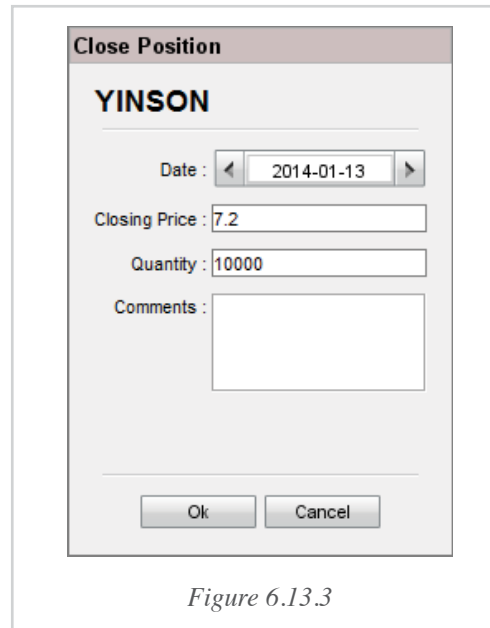 Close Position
YINSON
Date : 2014-01-13
Closing Price : 7.2
Quantity : 10000
Comments :
Ok Cancel
Figure 6.13.3